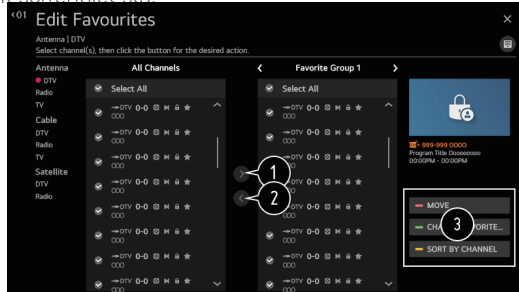 Edit Favourites
Antenna | DTV
Select channel(s), then click the button for the desired action.
Antenna
DTV
Radio
TV
Cable
DTV
Radio
TV
Satellite
DTV
Radio
All Channels
Select All
DTV 0-0
000
DTV 0-0
000
DTV 0-0
000
DTV 0-0
000
DTV 0-0
000
DTV 0-0
000
DTV 0-0
000
DTV 0-0
1
2
Favorite Group 1
Select All
DTV 0-0
000
DTV 0-0
000
DTV 0-0
000
DTV 0-0
000
DTV 0-0
000
DTV 0-0
000
DTV 0-0
000
DTV 0-0
999-999 0000
Program Title Oooooooo
00:00PM - 00:00PM
MOVE
3
SORT BY CHANNEL